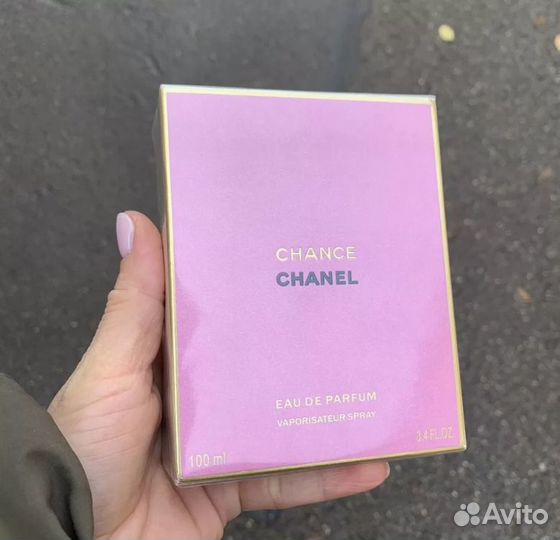 CHANCE
CHANEL
EAU DE PARFUM
VAPORISATEUR SPRAY
100 ml
3.4 FL.OZ
Avito